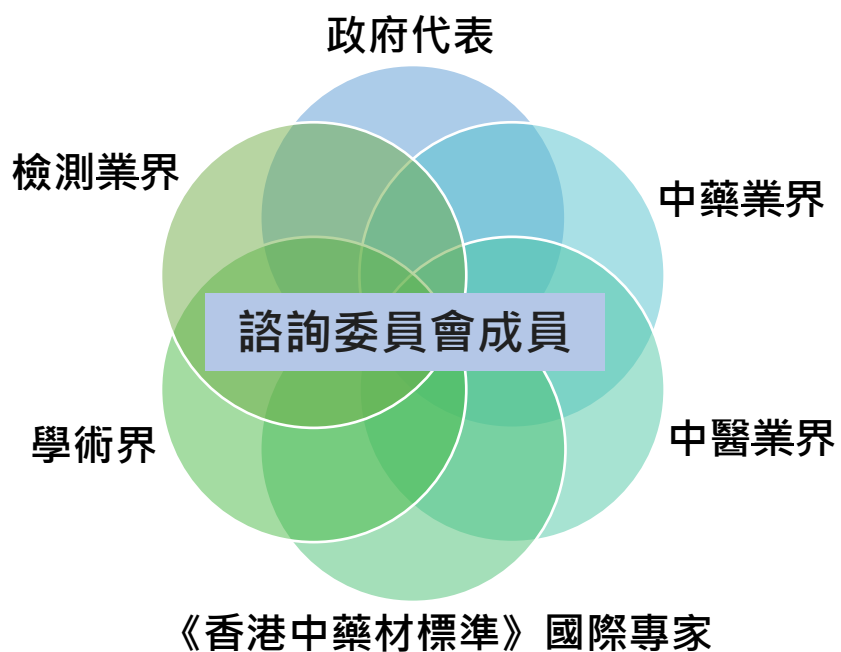 政府代表
檢測業界
中藥業界
諮詢委員會成員
學術界
中醫業界
《香港中藥材標準》國際專家